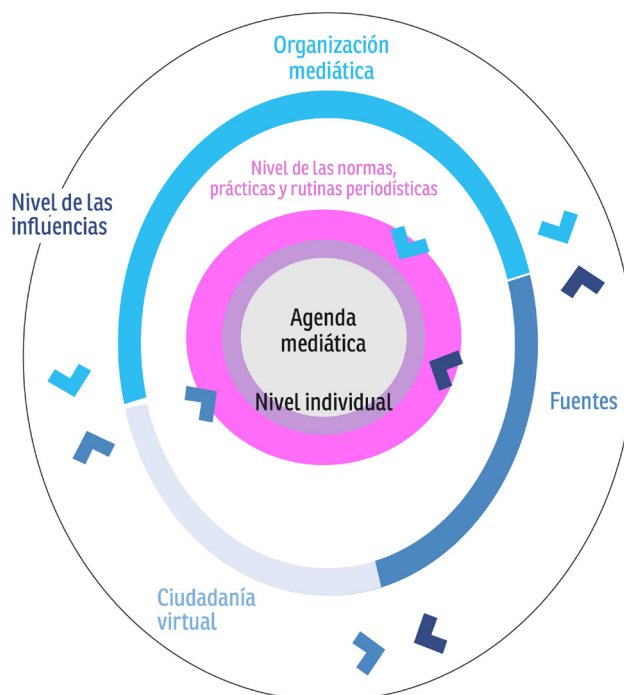 Organización
mediática
Nivel de las normas,
prácticas y rutinas periodísticas
Nivel de las
influencias
Agenda
mediática
Nivel individual
Fuentes
Ciudadanía
virtual